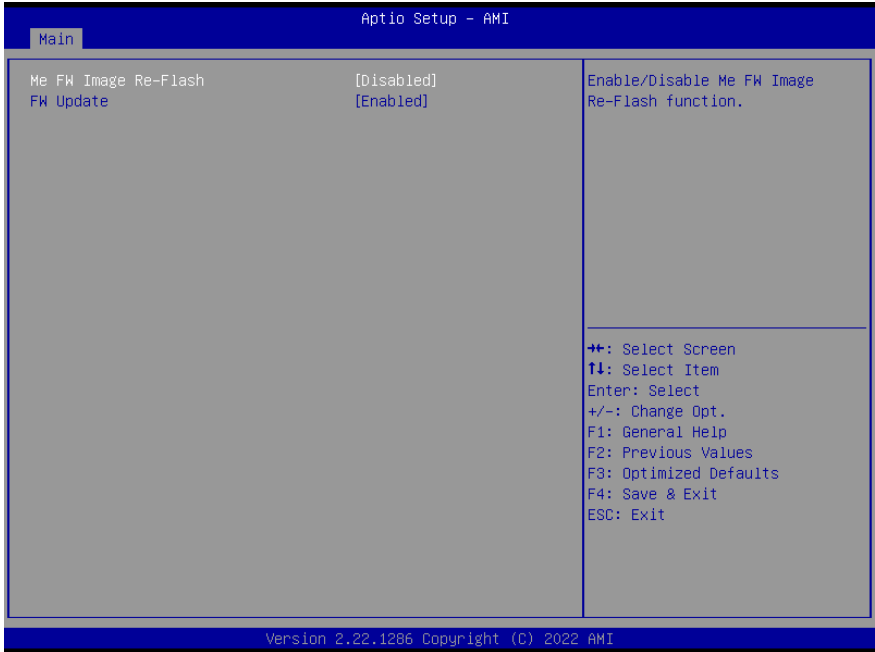 Aptio Setup – AMI
Main
Me FW Image Re–Flash [Disabled]
FW Update [Enabled]
Enable/Disable Me FW Image
Re–Flash function.
→←: Select Screen
↑↓: Select Item
Enter: Select
+/–: Change Opt.
F1: General Help
F2: Previous Values
F3: Optimized Defaults
F4: Save & Exit
ESC: Exit
Version 2.22.1286 Copyright (C) 2022 AMI